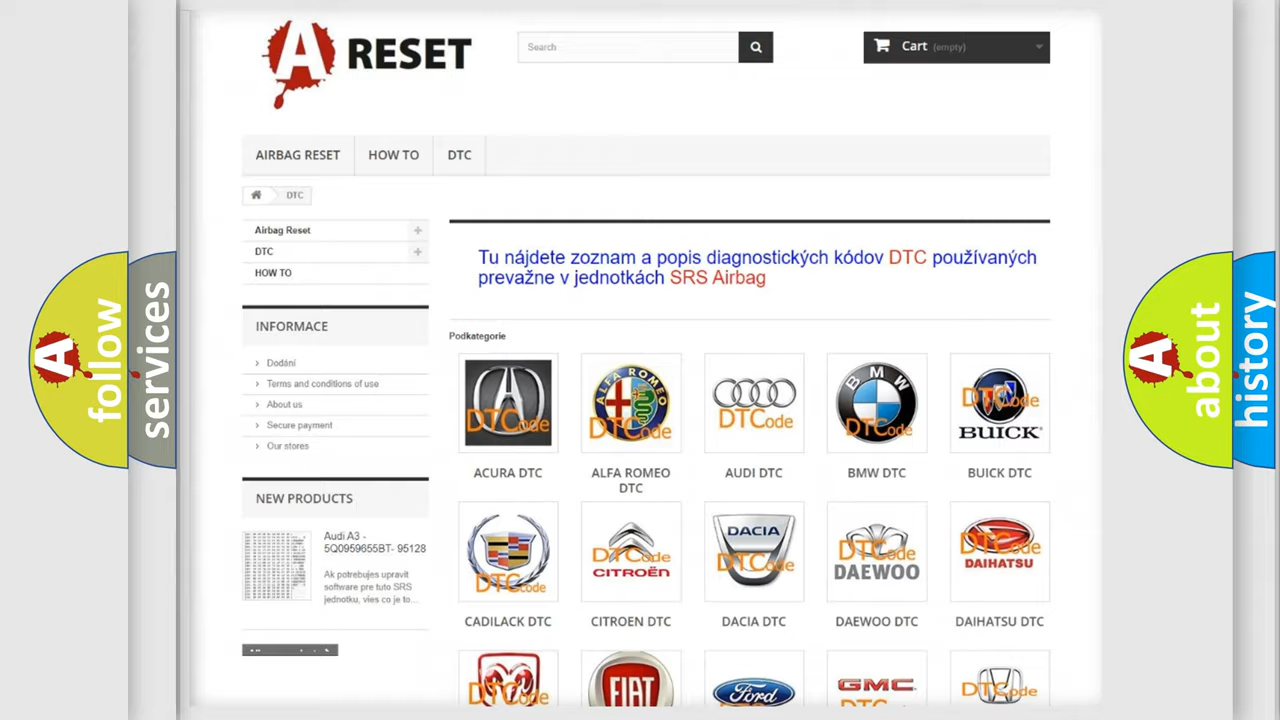 A RESET
Search
Cart (empty)
AIRBAG RESET
HOW TO
DTC
DTC
Airbag Reset
DTC
HOW TO
INFORMACE
Dodání
Terms and conditions of use
About us
Secure payment
Our stores
NEW PRODUCTS
Audi A3 -
5Q0959655BT- 95128
Ak potrebujes upravit
software pre tuto SRS
jednotku, vies co je to...
Tu nájdete zoznam a popis diagnostických kódov DTC používaných
prevažne v jednotkách SRS Airbag
Podkategorie
DTCode
ACURA DTC
ALFA ROMEO
DTCode
ALFA ROMEO
DTC
DTCode
AUDI DTC
BMW
DTCode
BMW DTC
DTCode
BUICK
BUICK DTC
DTCode
CADILACK DTC
DTCode
CITROËN
CITROEN DTC
DACIA
DTCode
DACIA DTC
DTCode
DAEWOO
DAEWOO DTC
DTCode
DAIHATSU
DAIHATSU DTC
DTCode
FIAT
Ford
GMC
DTCode
A follow
services
A about
history